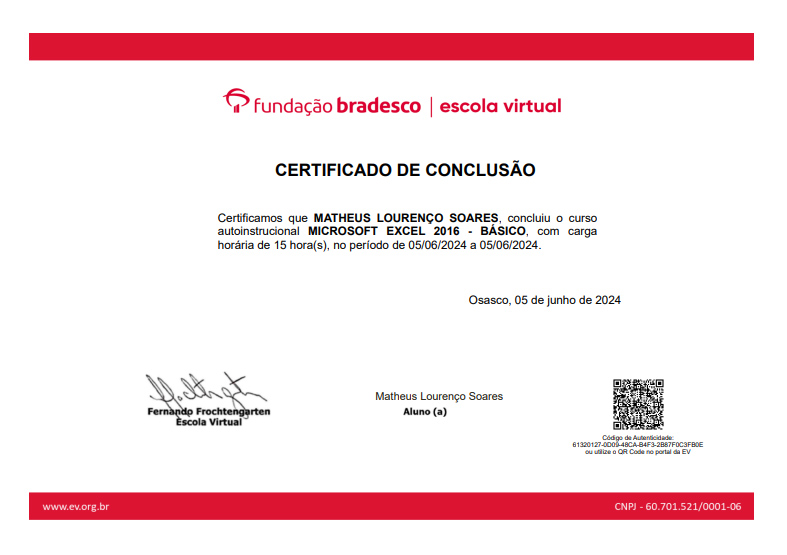 fundação bradesco | escola virtual
CERTIFICADO DE CONCLUSÃO
Certificamos que MATHEUS LOURENÇO SOARES, concluiu o curso
autoinstrucional MICROSOFT EXCEL 2016 - BÁSICO, com carga
horária de 15 hora(s), no período de 05/06/2024 a 05/06/2024.
Osasco, 05 de junho de 2024
Fernando Frochtengarten
Escola Virtual
Matheus Lourenço Soares
Aluno (a)
Código de Autenticidade:
61320127-0D09-48CA-B4F3-2B87F0C3FB0E
ou utilize o QR Code no portal da EV
www.ev.org.br
CNPJ - 60.701.521/0001-06